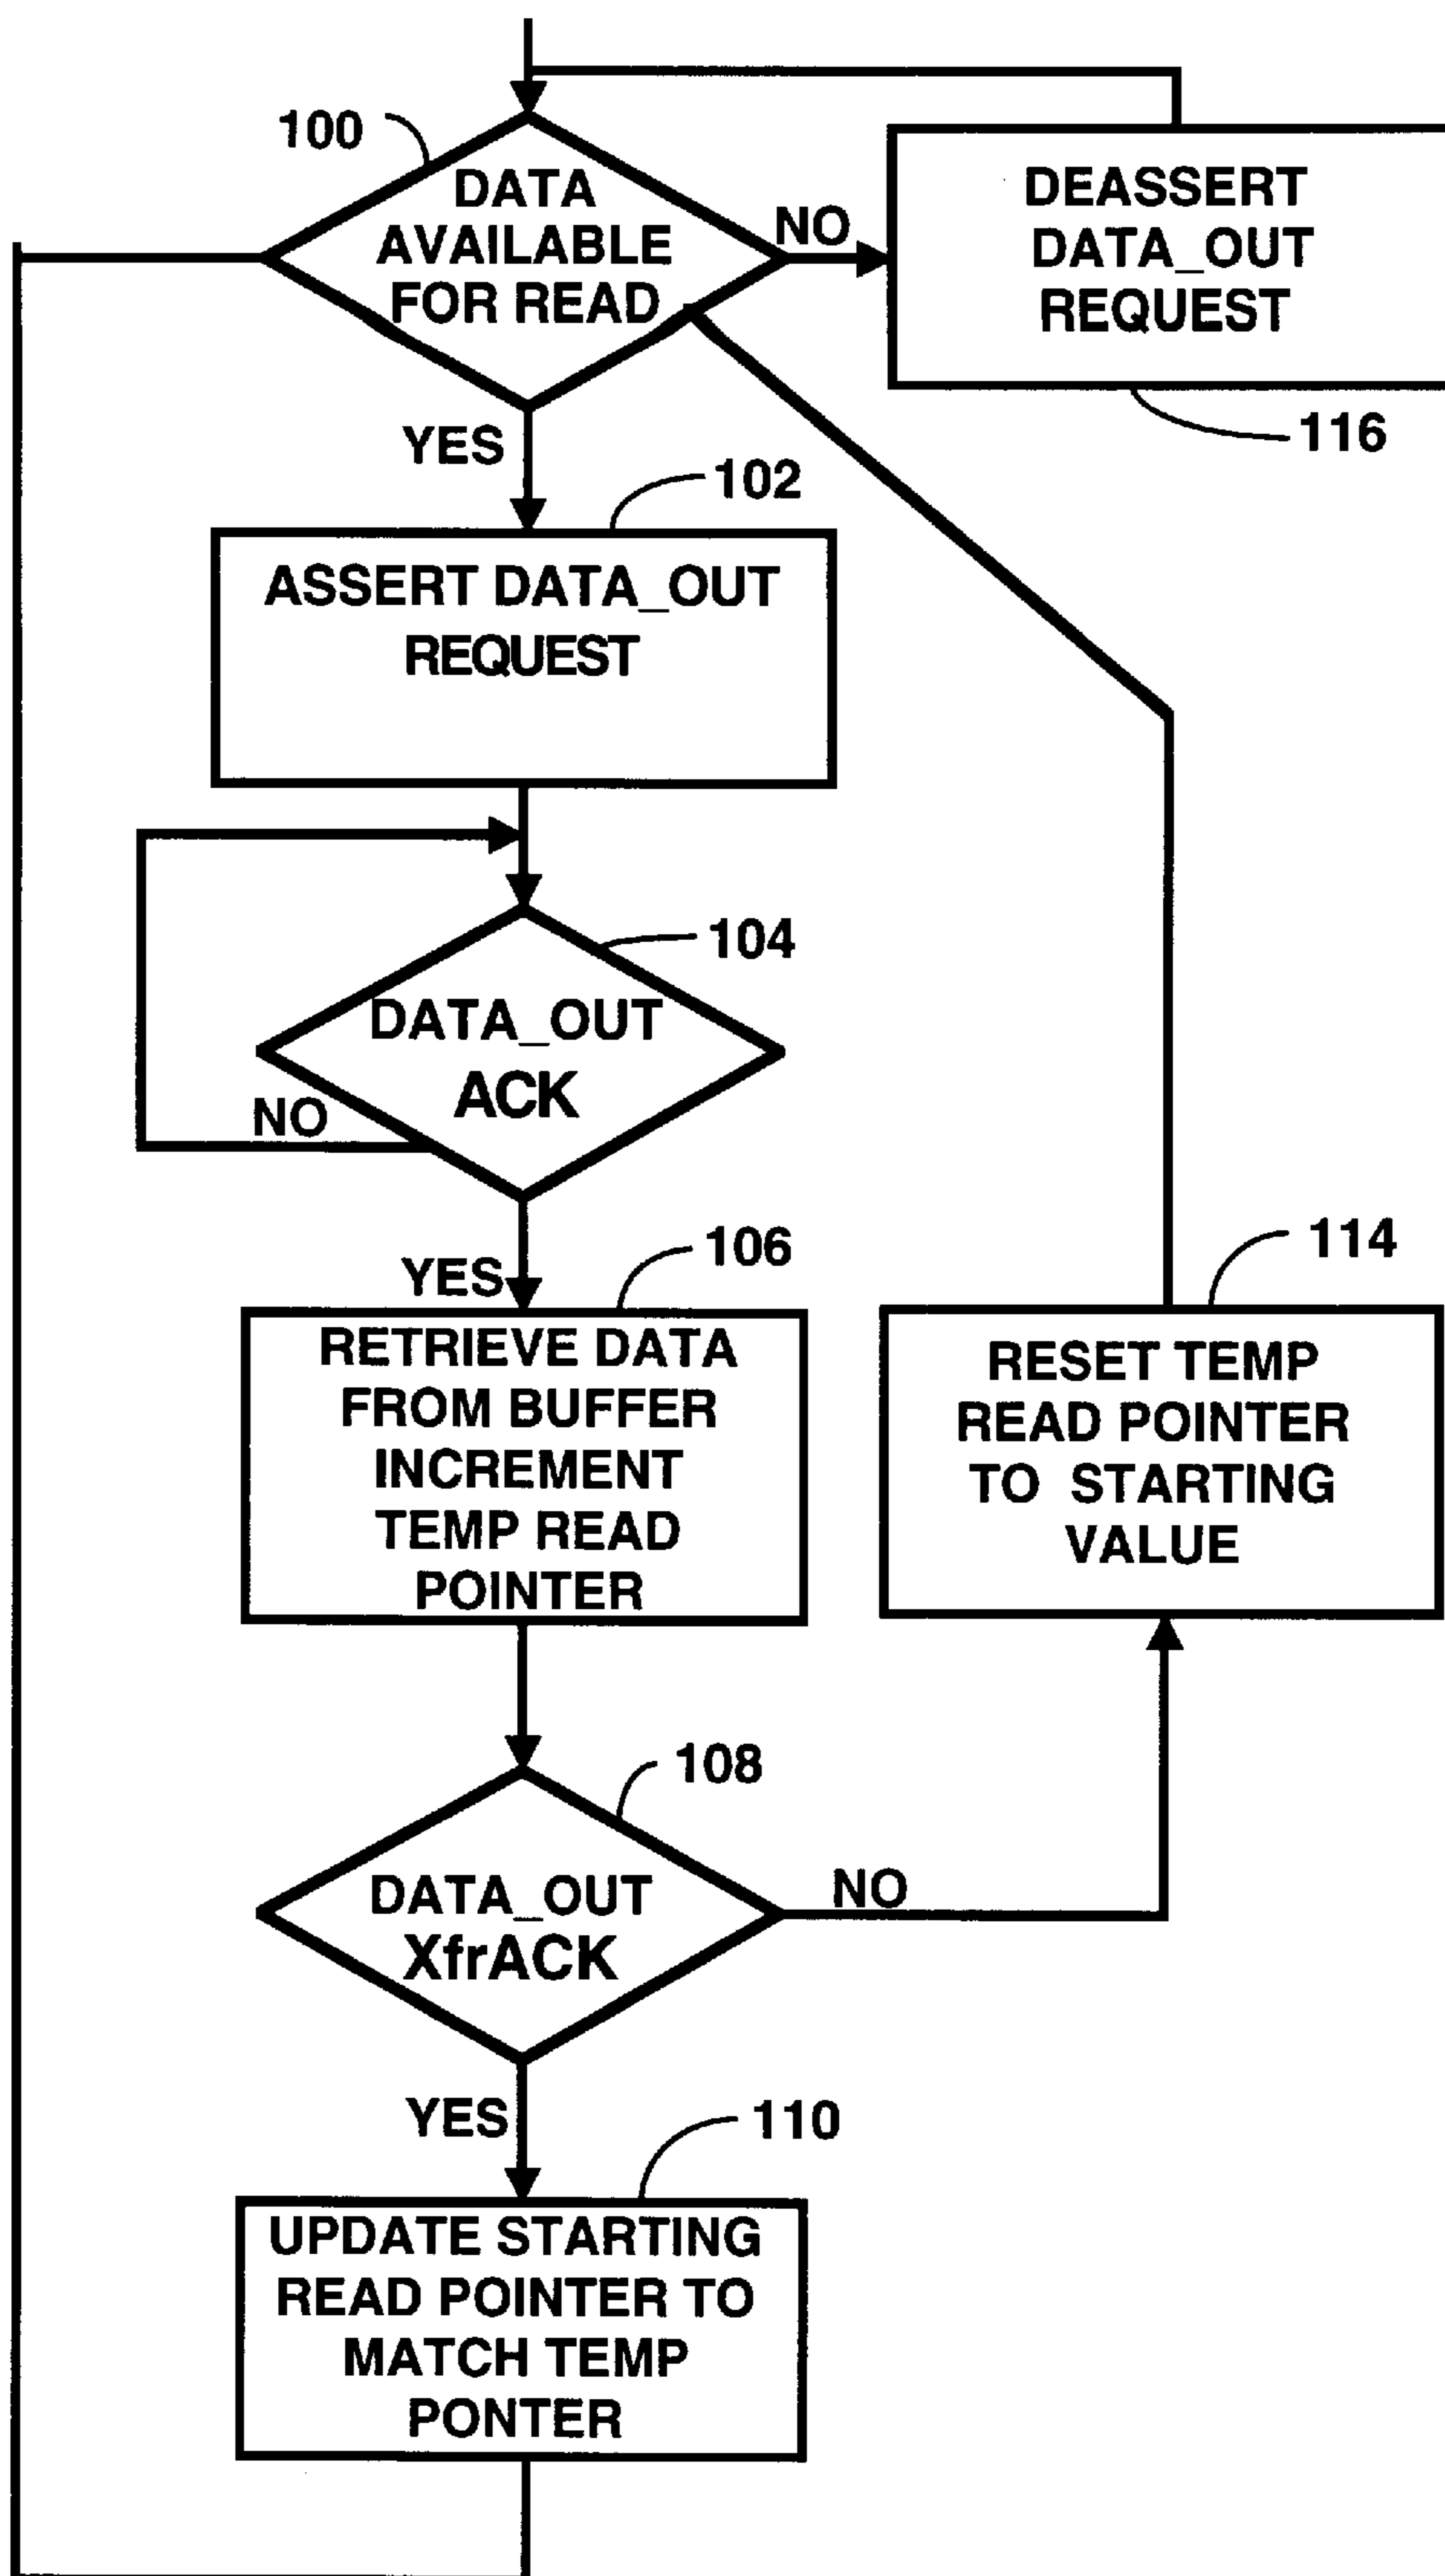 100
DATA
AVAILABLE
FOR READ
NO
DEASSERT
DATA_OUT
REQUEST
116
YES
102
ASSERT DATA_OUT
REQUEST
104
DATA_OUT
ACK
NO
YES
106
RETRIEVE DATA
FROM BUFFER
INCREMENT
TEMP READ
POINTER
114
RESET TEMP
READ POINTER
TO STARTING
VALUE
108
DATA_OUT
XfrACK
NO
YES
110
UPDATE STARTING
READ POINTER TO
MATCH TEMP
PONTER